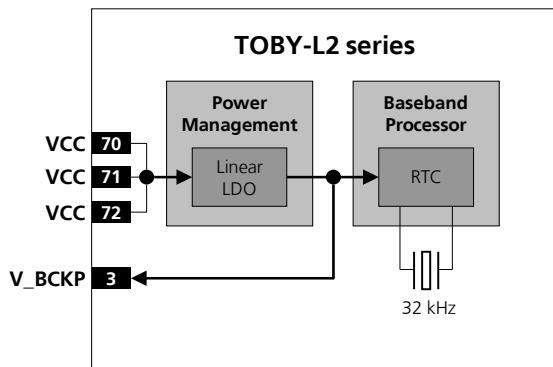 TOBY-L2 series
Power
Management
Baseband
Processor
VCC 70
VCC 71
VCC 72
Linear
LDO
RTC
V_BCKP 3
32 kHz